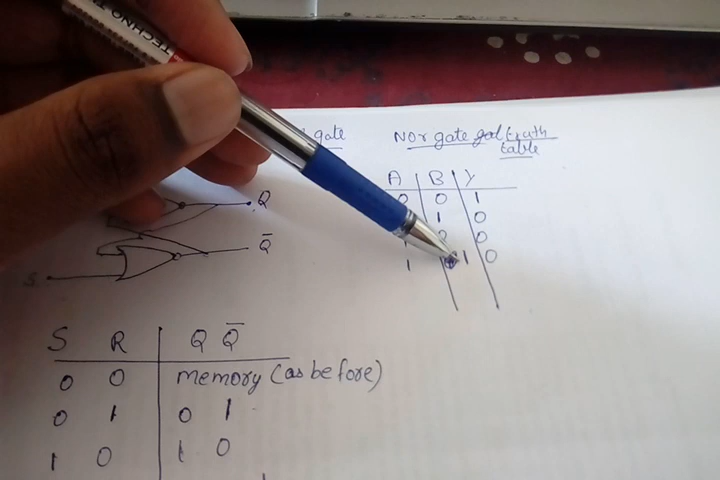 TECHNO T
gate
Nor gate truth
table
A B Y
0 0 1
1 0
0
1 1 0
Q
Q̄
S
S R Q Q̄
0 0 Memory (as before)
0 1 0 1
1 0 1 0